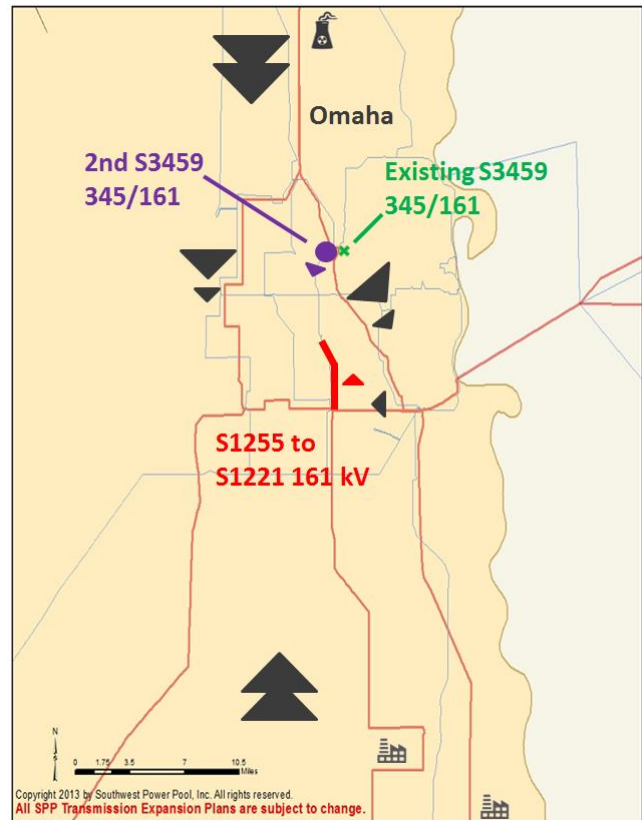 Omaha
2nd S3459
345/161
Existing S3459
345/161
S1255 to
S1221 161 kV
N
0 1.75 3.5 7 10.5
Miles
Copyright 2013 by Southwest Power Pool, Inc. All rights reserved.
All SPP Transmission Expansion Plans are subject to change.